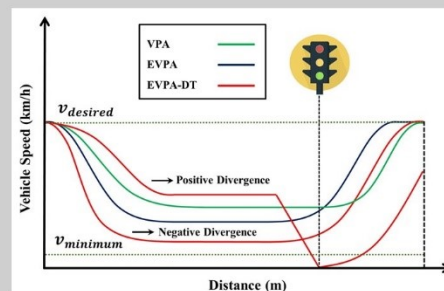 VPA
EVPA
EVPA-DT
v_desired
Positive Divergence
Negative Divergence
v_minimum
Vehicle Speed (km/h)
Distance (m)